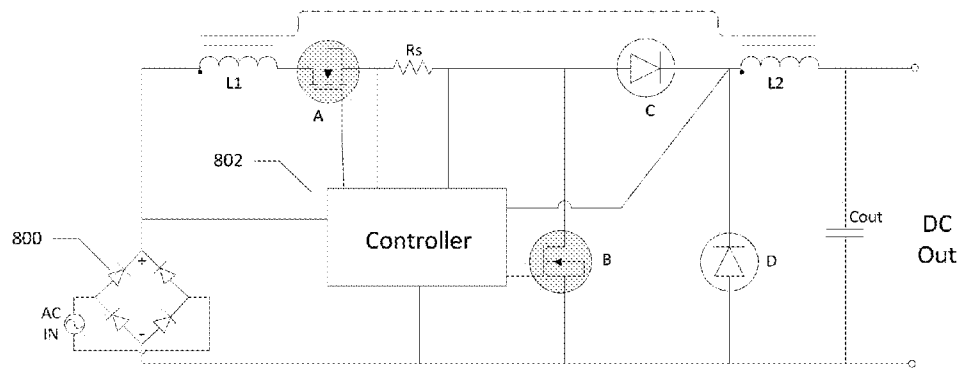 L1
A
Rs
C
L2
802
800
Controller
B
D
Cout
DC
Out
+
-
AC
IN